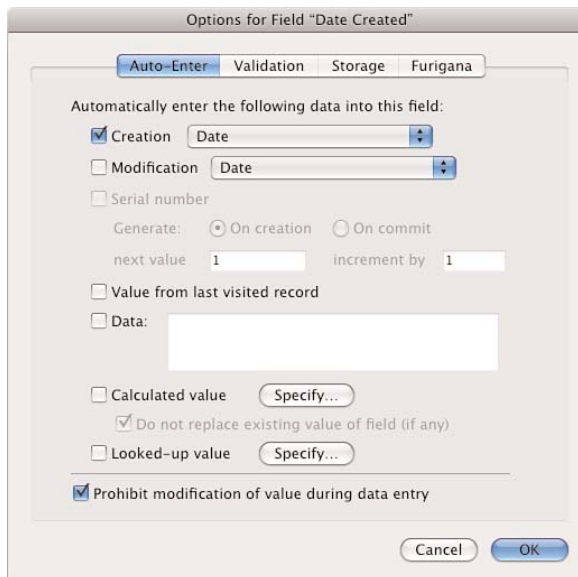 Options for Field “Date Created”
Auto-Enter Validation Storage Furigana
Automatically enter the following data into this field:
Creation Date
Modification Date
Serial number
Generate: On creation On commit
next value 1 increment by 1
Value from last visited record
Data:
Calculated value Specify...
Do not replace existing value of field (if any)
Looked-up value Specify...
Prohibit modification of value during data entry
Cancel OK